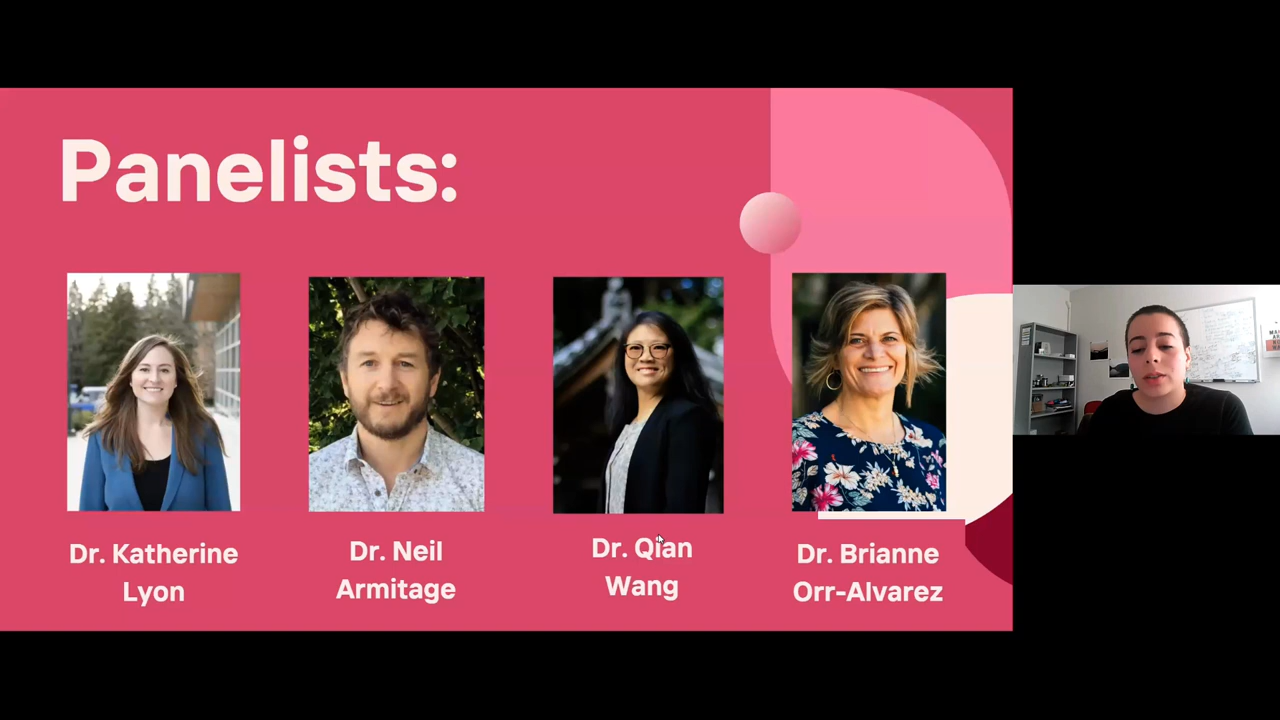 Panelists:
Dr. Katherine
Lyon
Dr. Neil
Armitage
Dr. Qian
Wang
Dr. Brianne
Orr-Alvarez